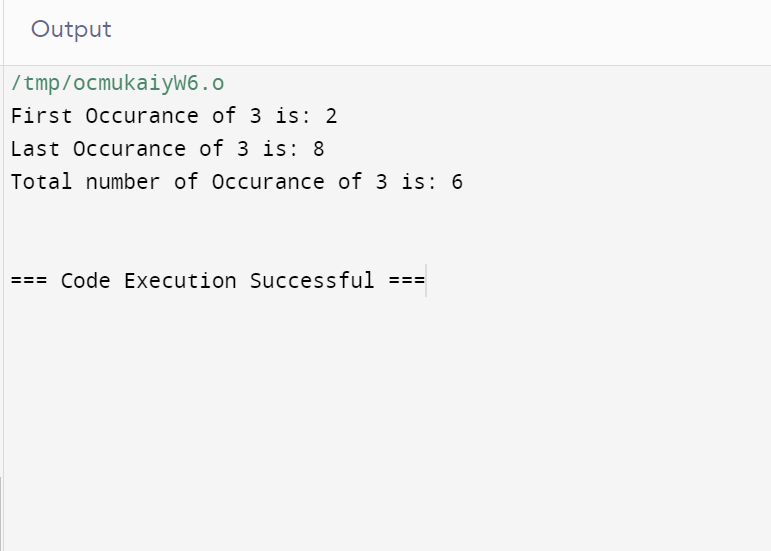 Output
/tmp/ocmukaiyW6.o
First Occurance of 3 is: 2
Last Occurance of 3 is: 8
Total number of Occurance of 3 is: 6
=== Code Execution Successful ===